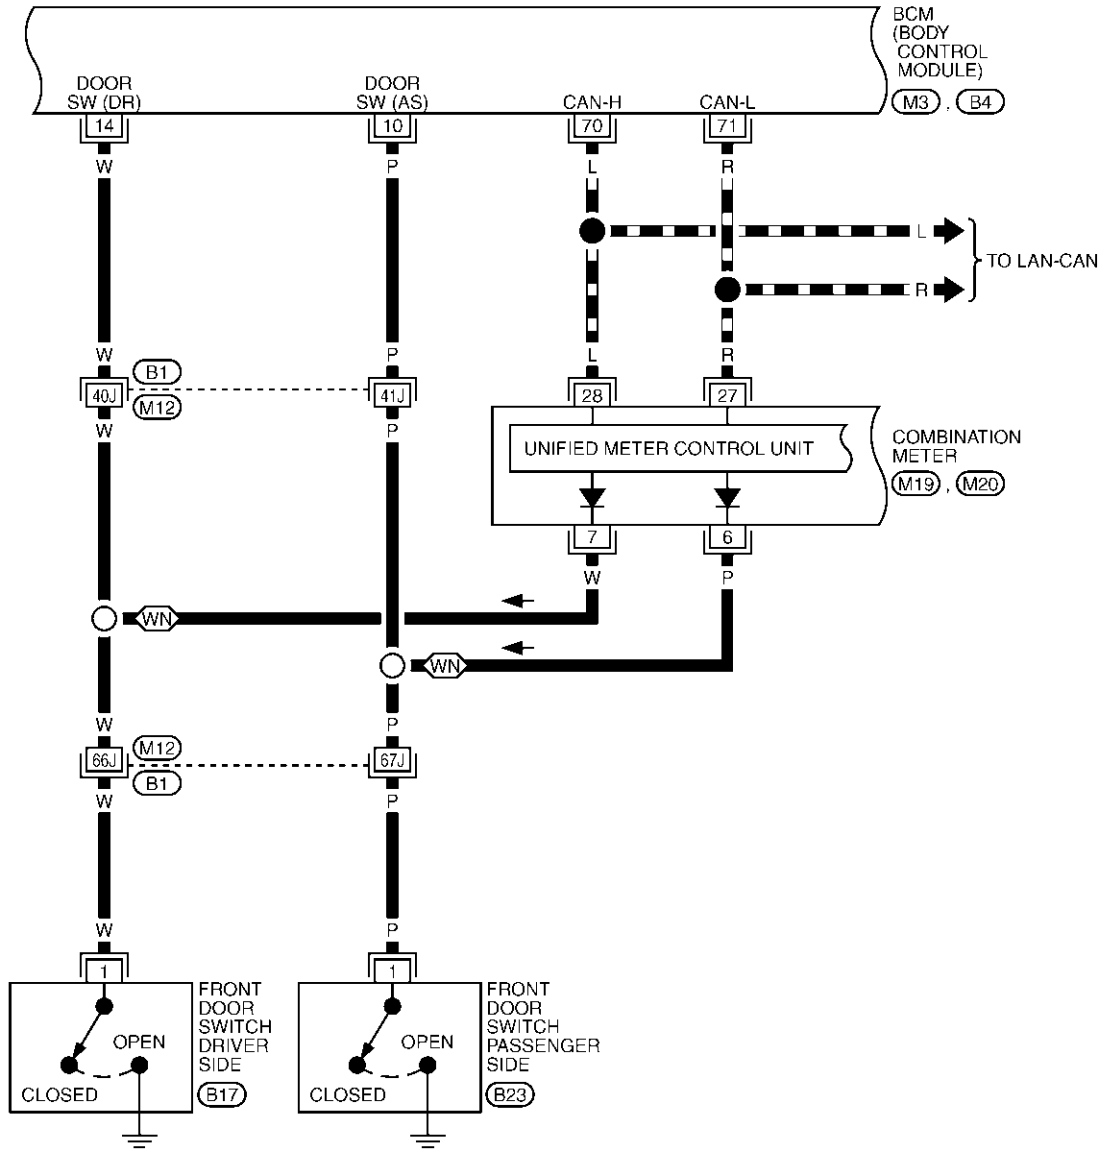 BCM
(BODY
CONTROL
MODULE)
M3 , B4
DOOR
SW (DR)
DOOR
SW (AS)
CAN-H
CAN-L
14
10
70
71
W
P
L
R
L
R
TO LAN-CAN
W
P
L
R
B1
40J
41J
28
27
M12
W
P
UNIFIED METER CONTROL UNIT
COMBINATION
METER
M19 , M20
7
6
W
P
WN
WN
W
P
M12
66J
67J
B1
W
P
W
P
1
1
FRONT
DOOR
SWITCH
DRIVER
SIDE
B17
OPEN
CLOSED
FRONT
DOOR
SWITCH
PASSENGER
SIDE
B23
OPEN
CLOSED